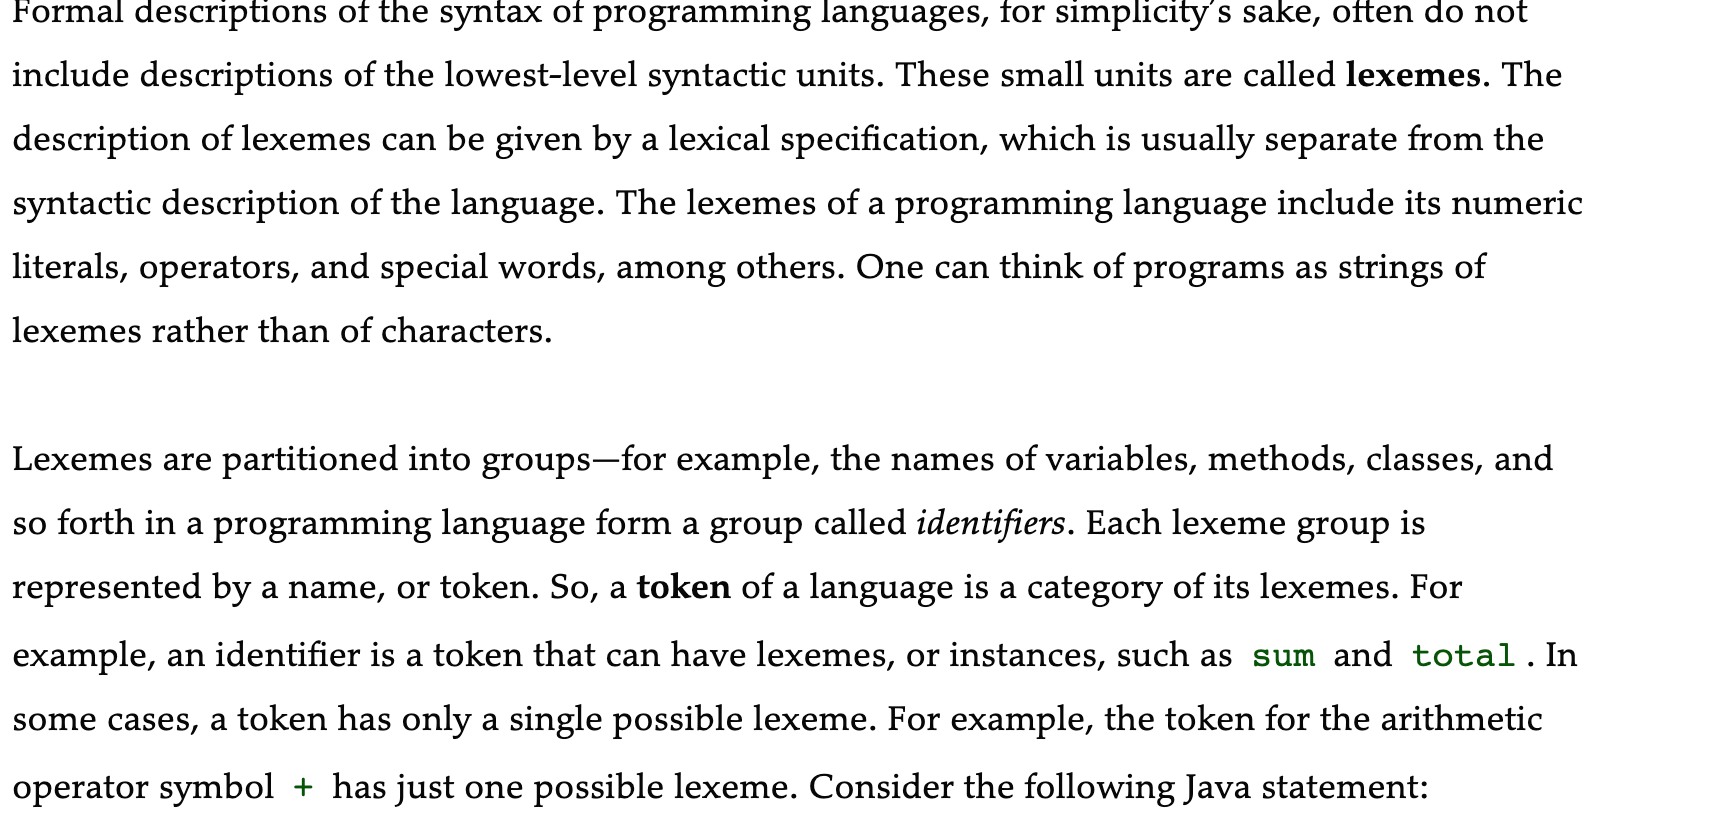 Formal descriptions of the syntax of programming languages, for simplicity's sake, often do not
include descriptions of the lowest-level syntactic units. These small units are called lexemes. The
description of lexemes can be given by a lexical specification, which is usually separate from the
syntactic description of the language. The lexemes of a programming language include its numeric
literals, operators, and special words, among others. One can think of programs as strings of
lexemes rather than of characters.
Lexemes are partitioned into groups—for example, the names of variables, methods, classes, and
so forth in a programming language form a group called identifiers. Each lexeme group is
represented by a name, or token. So, a token of a language is a category of its lexemes. For
example, an identifier is a token that can have lexemes, or instances, such as sum and total . In
some cases, a token has only a single possible lexeme. For example, the token for the arithmetic
operator symbol + has just one possible lexeme. Consider the following Java statement: